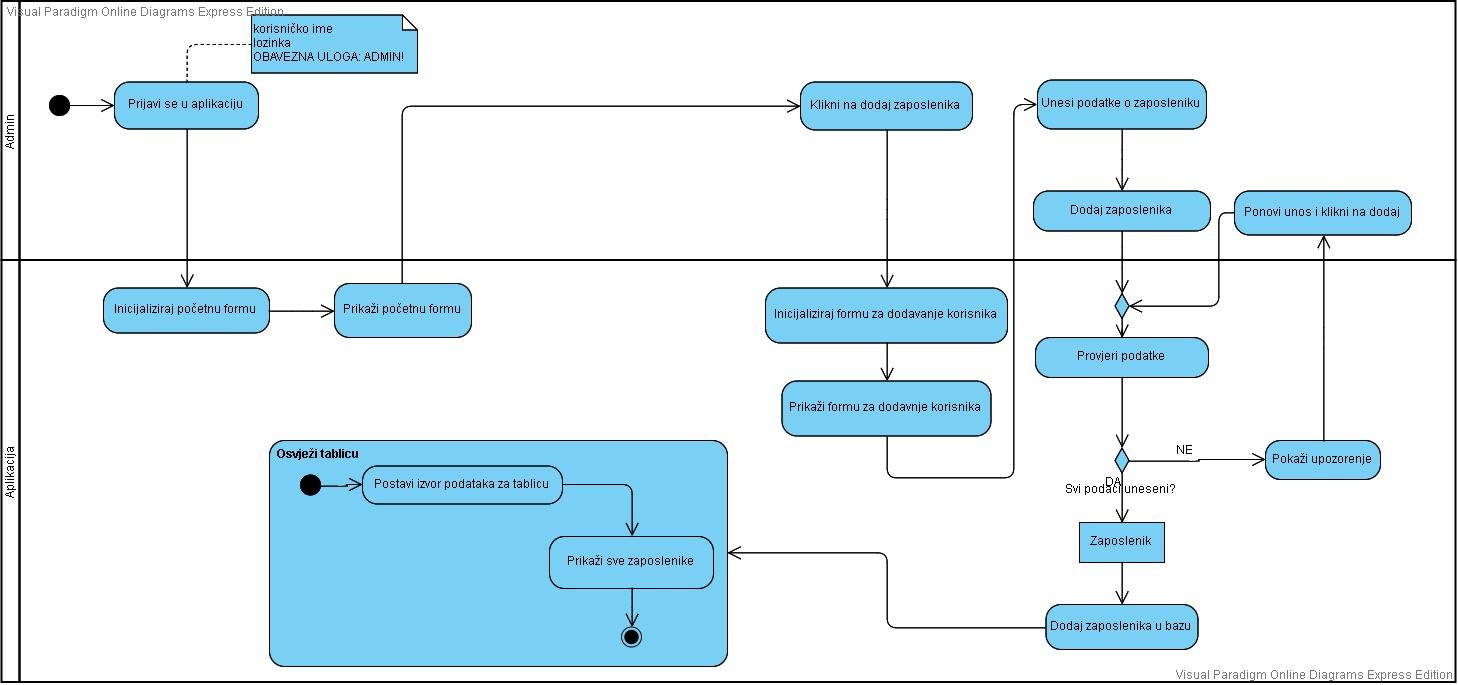 Visual Paradigm Online Diagrams Express Edition
korisničko ime
lozinka
OBAVEZNA ULOGA: ADMIN!
Admin
Prijavi se u aplikaciju
Klikni na dodaj zaposlenika
Unesi podatke o zaposleniku
Dodaj zaposlenika
Ponovi unos i klikni na dodaj
Aplikacija
Inicijaliziraj početnu formu
Prikaži početnu formu
Inicijaliziraj formu za dodavanje korisnika
Prikaži formu za dodavnje korisnika
Provjeri podatke
NE
Pokaži upozorenje
DA
Svi podaci uneseni?
Zaposlenik
Dodaj zaposlenika u bazu
Osvježi tablicu
Postavi izvor podataka za tablicu
Prikaži sve zaposlenike
Visual Paradigm Online Diagrams Express Edition